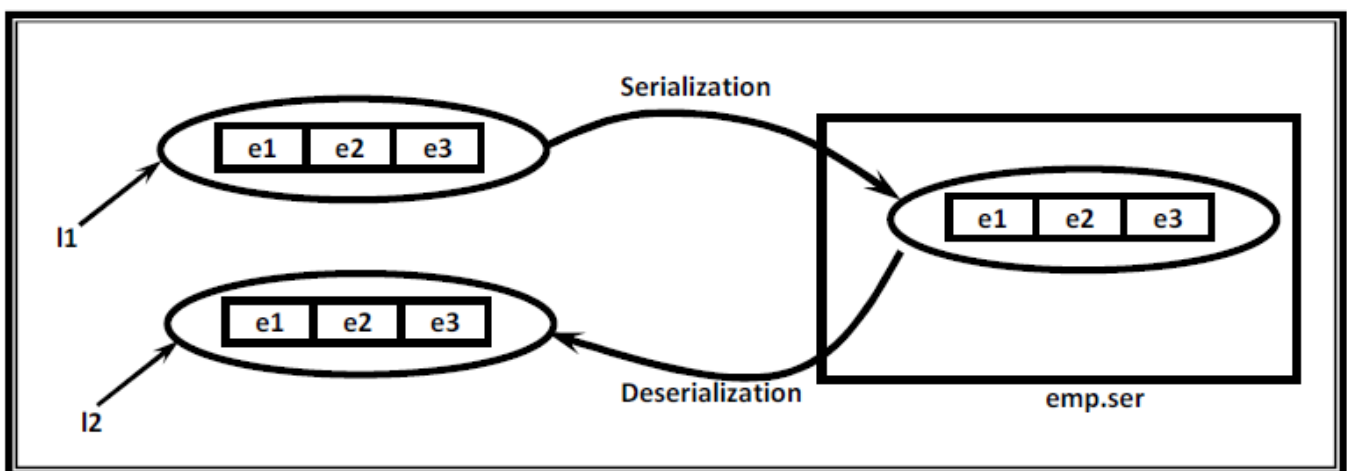 Serialization
e1 e2 e3
l1
e1 e2 e3
e1 e2 e3
Deserialization
emp.ser
l2